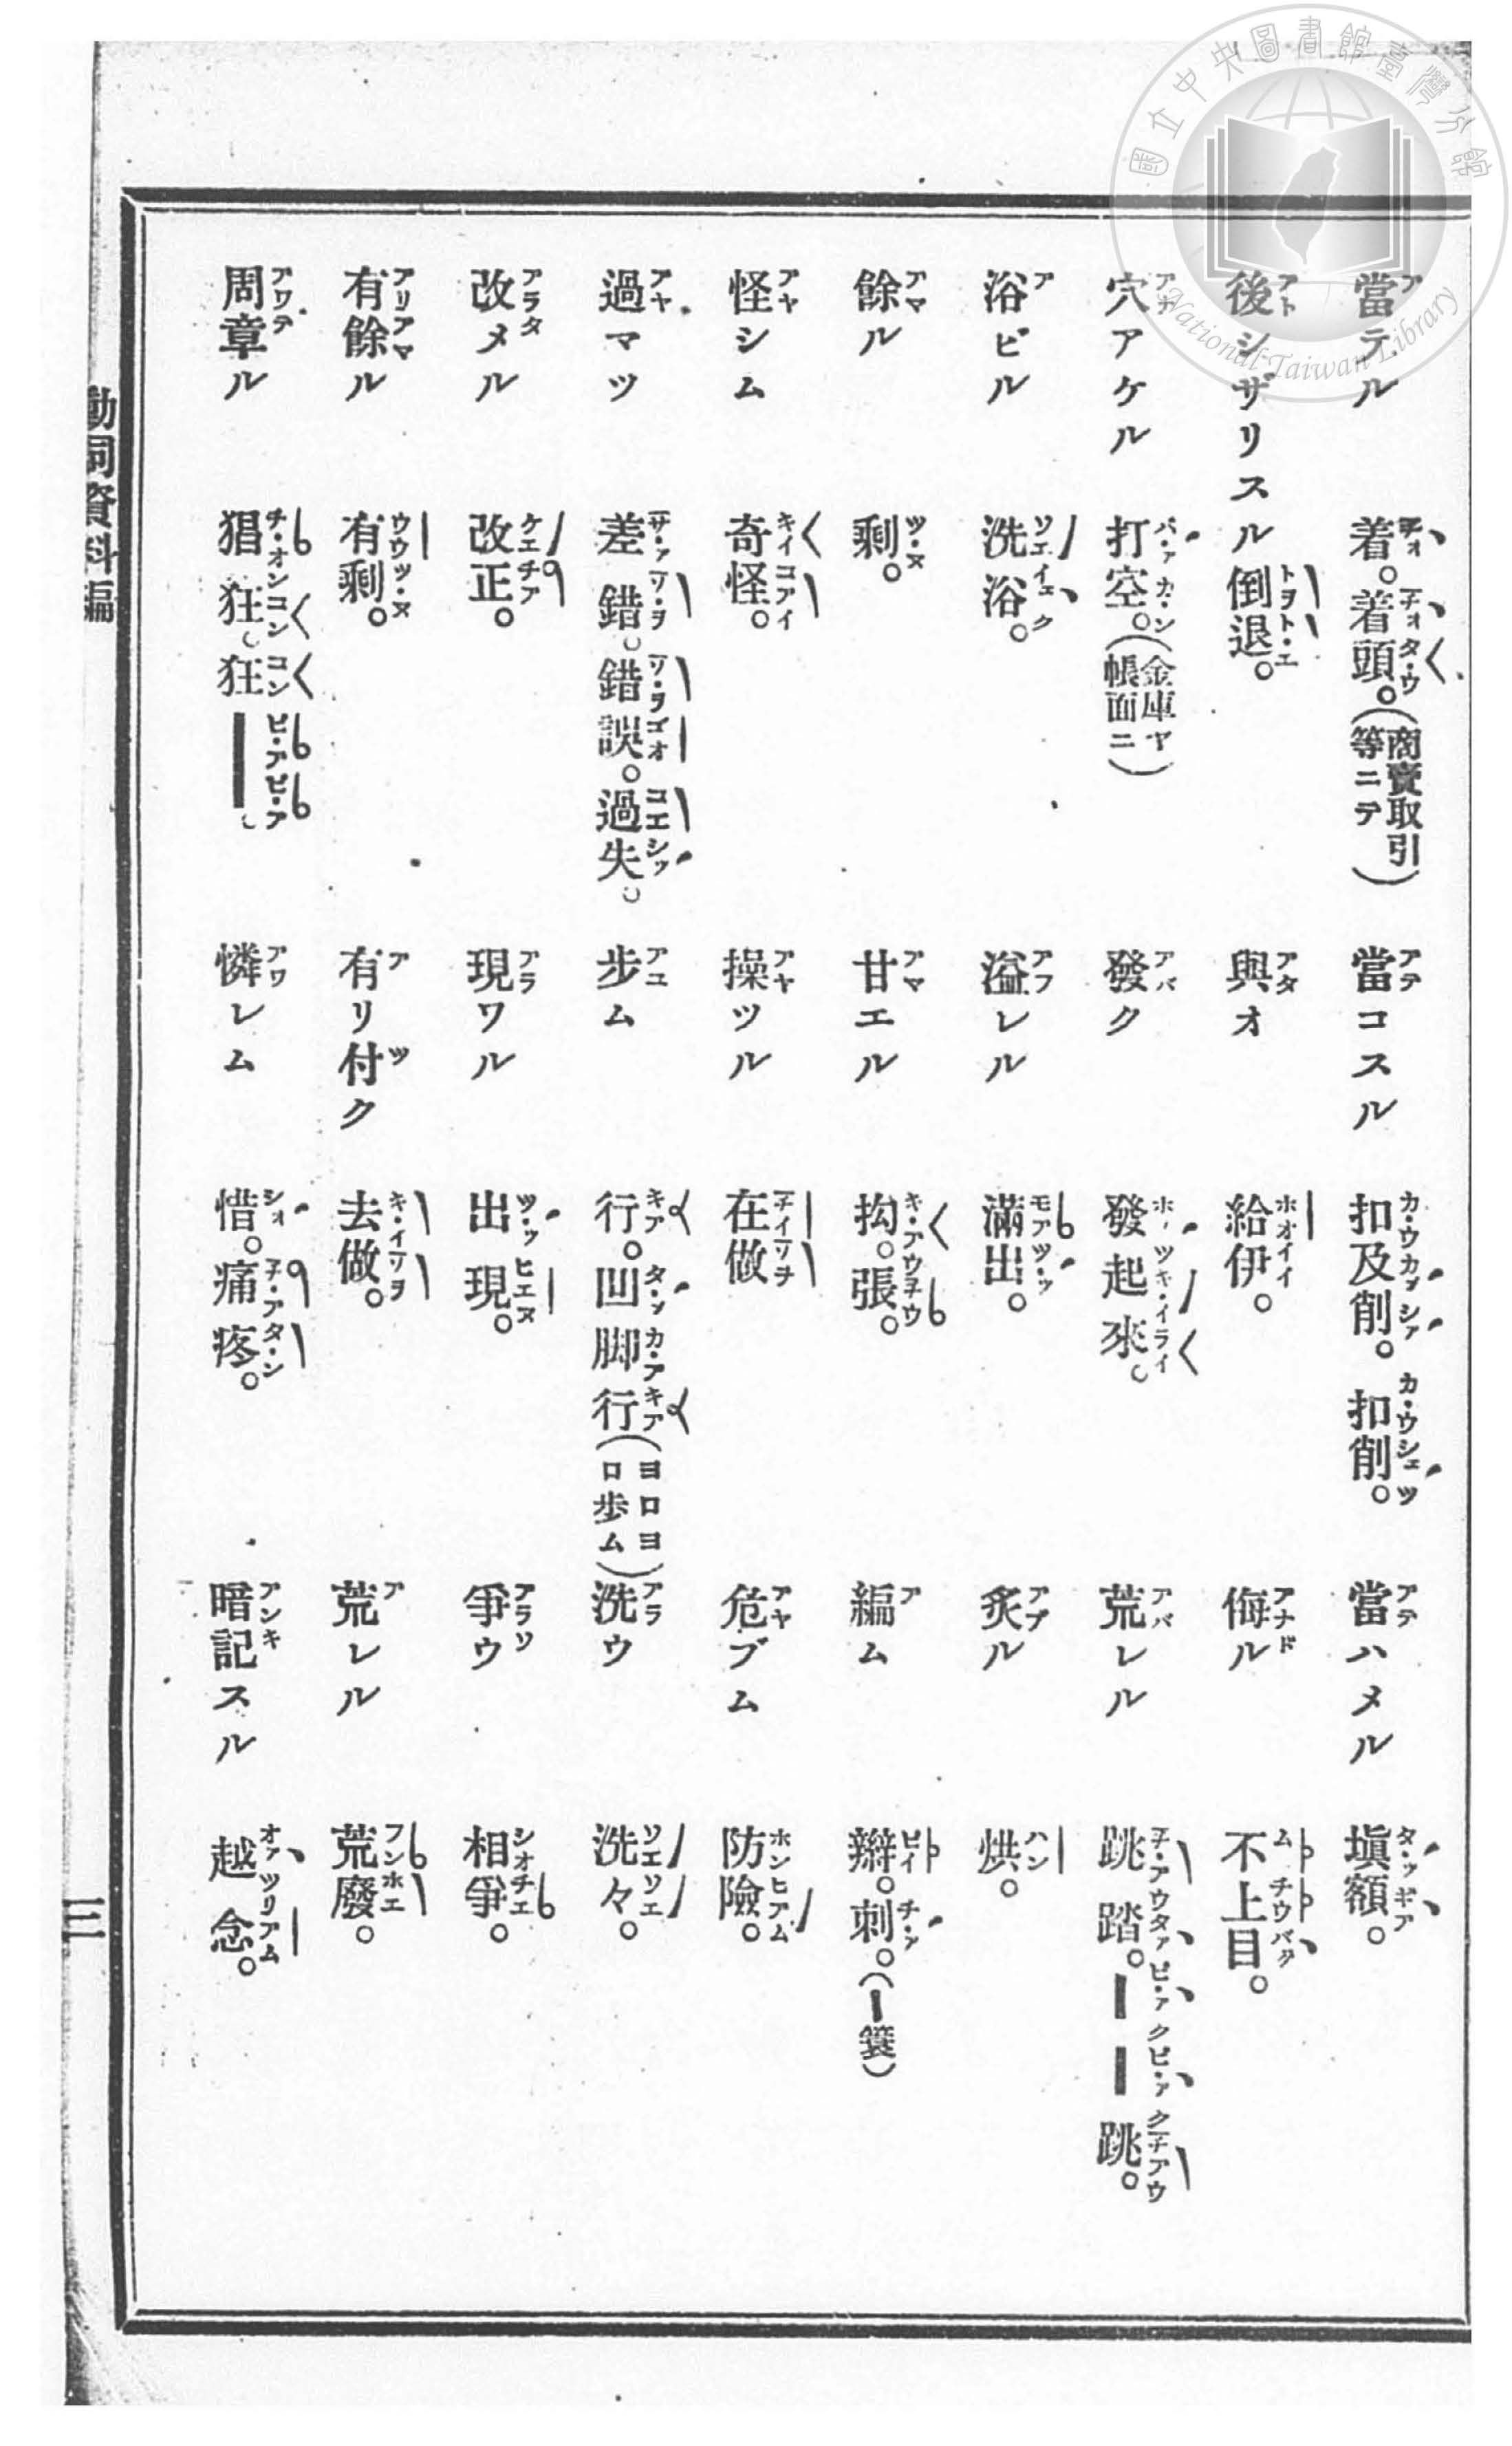 國立中央圖書館臺灣分館
National Taiwan Library
當テル 着。着頭。(商賣取引等ニテ)
當コスル 扣及削。扣削。
當ハメル 塡額。
後シザリスル 倒退。
與オ 給伊。
侮ル 不上目。
穴アケル 打空。(金庫ヤ帳面ニ)
發ク 發起來。
荒レル 跳踏。ーー跳。
浴ビル 洗浴。
溢レル 滿出。
炙ル 烘。
餘ル 剩。
甘エル 拘。張。
編ム 辮。刺。(ー簑)
怪シム 奇怪。
操ツル 在做
危ブム 防險。
過マツ 差錯。錯誤。過失。
步ム 行。凹脚行(ヨロヨロ步ム)
洗ウ 洗々。
改メル 改正。
現ワル 出現。
爭ウ 相爭。
有餘ル 有剩。
有リ付ク 去做。
荒レル 荒廢。
周章ル 猖狂。狂ー。
憐レム 惜。痛疼。
暗記スル 越念。
動詞資料編
三